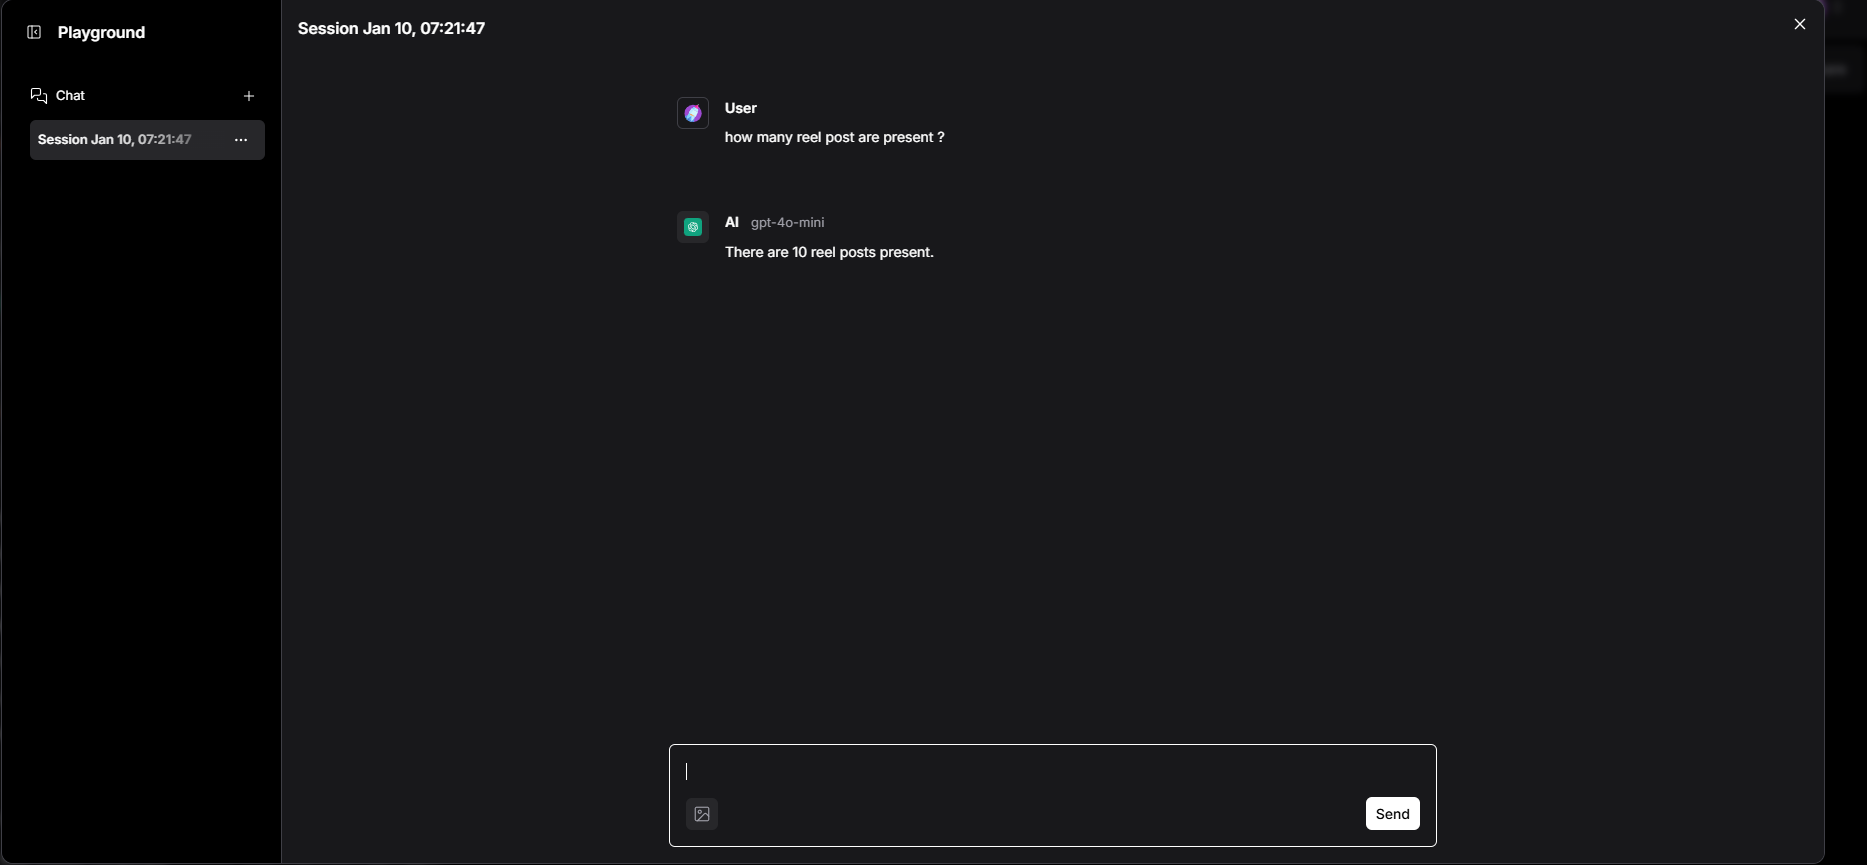 Playground
Chat
Session Jan 10, 07:21:47
Session Jan 10, 07:21:47
User
how many reel post are present ?
AI gpt-4o-mini
There are 10 reel posts present.
Send